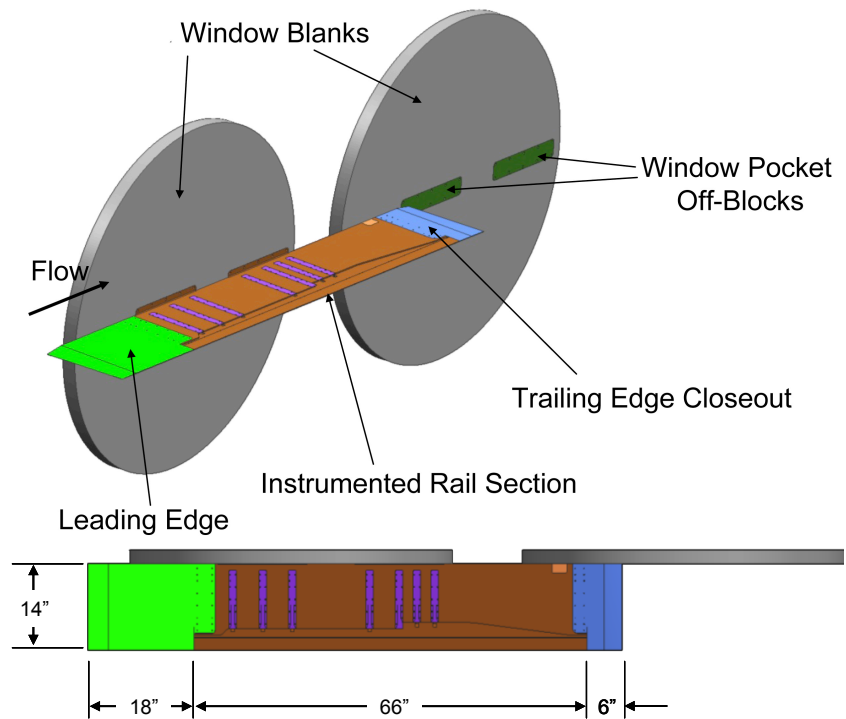 Window Blanks
Window Pocket
Off-Blocks
Flow
Trailing Edge Closeout
Instrumented Rail Section
Leading Edge
14”
18”
66”
6”